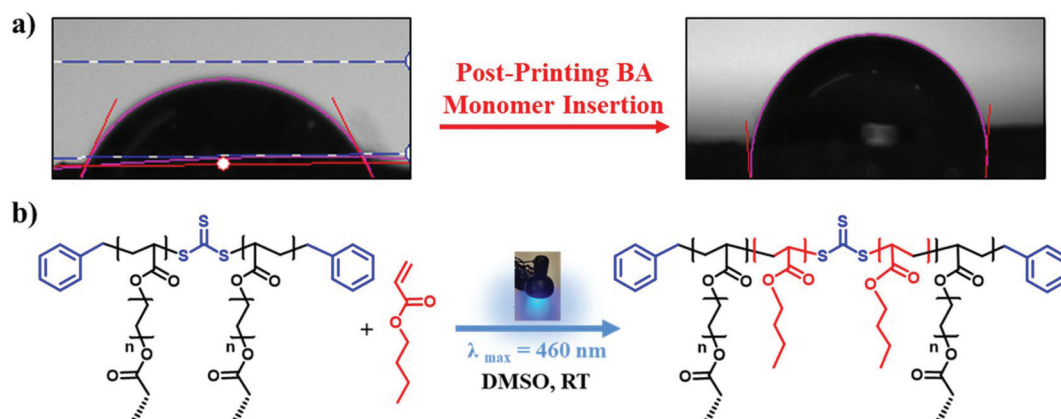 a)
Post-Printing BA
Monomer Insertion
b)
S
S S
O
O
O
O
n
n
O
O
O
O
+
O
O
λ max = 460 nm
DMSO, RT
S
S S
O
O
O
O
O
O
O
O
n
n
O
O
O
O